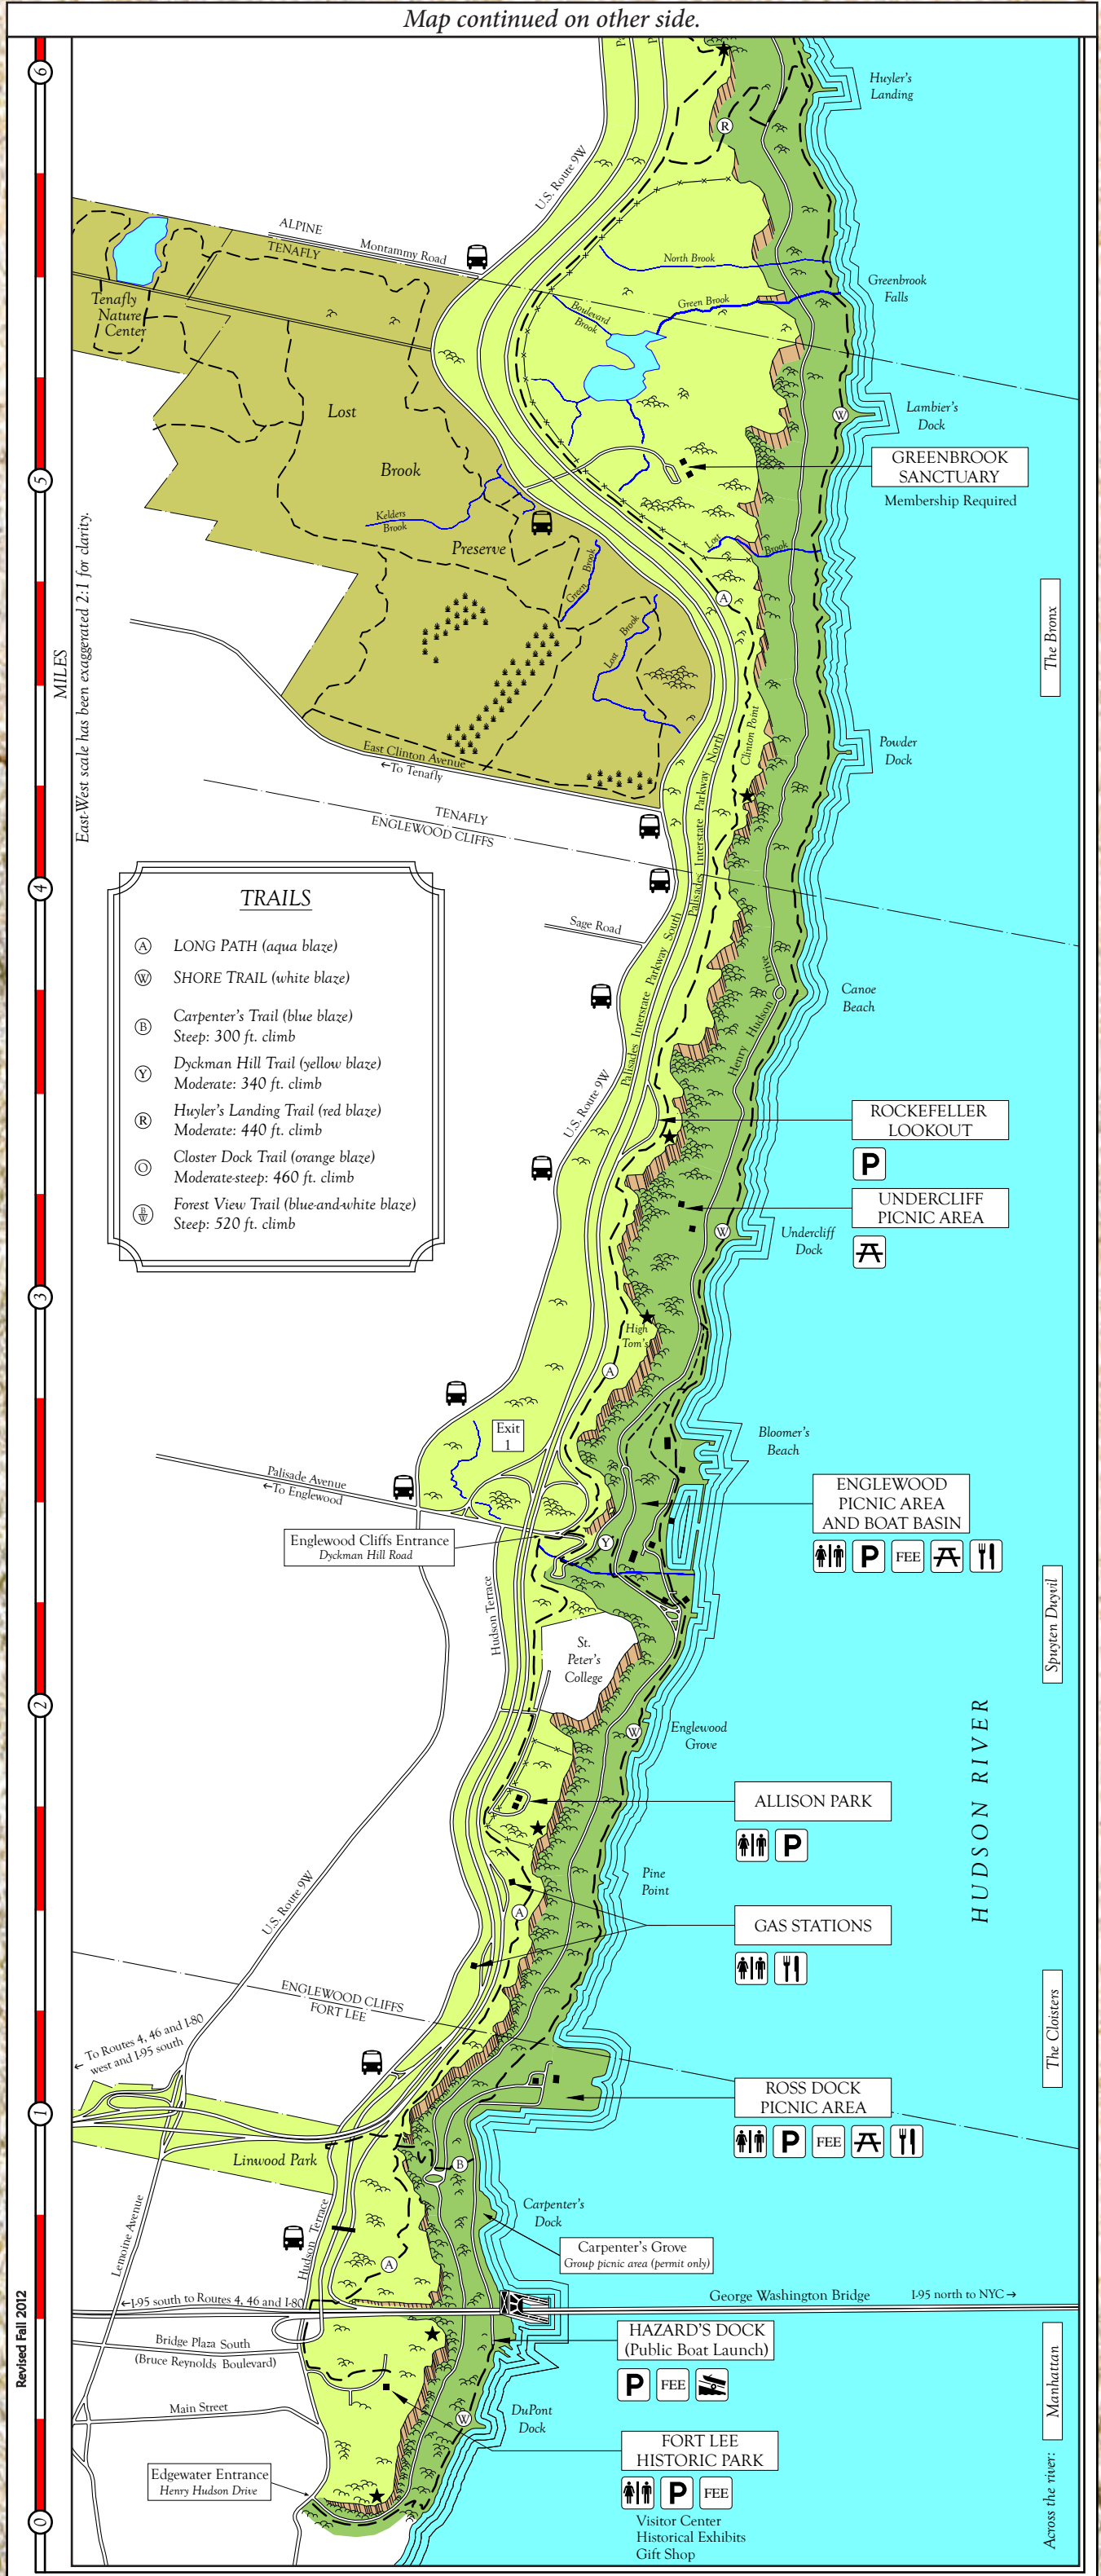 Map continued on other side.
6
Huyler's
Landing
R
U.S. Route 9W
ALPINE
TENAFLY
Montammy Road
North Brook
Greenbrook
Falls
Tenafly
Nature
Center
Boulevard
Brook
Green Brook
Lost
W
Lambier's
Dock
Brook
GREENBROOK
SANCTUARY
Membership Required
5
Kelders
Brook
Preserve
Green Brook
Lost Brook
Lost Brook
A
The Bronx
MILES
East-West scale has been exaggerated 2:1 for clarity.
Clinton Point
Powder
Dock
East Clinton Avenue
←To Tenafly
TENAFLY
ENGLEWOOD CLIFFS
Palisades Interstate Parkway North
4
TRAILS
A LONG PATH (aqua blaze)
W SHORE TRAIL (white blaze)
B Carpenter's Trail (blue blaze)
Steep: 300 ft. climb
Y Dyckman Hill Trail (yellow blaze)
Moderate: 340 ft. climb
R Huyler's Landing Trail (red blaze)
Moderate: 440 ft. climb
O Closter Dock Trail (orange blaze)
Moderate-steep: 460 ft. climb
B/W Forest View Trail (blue-and-white blaze)
Steep: 520 ft. climb
Sage Road
Palisades Interstate Parkway South
Henry Hudson Drive
Canoe
Beach
U.S. Route 9W
ROCKEFELLER
LOOKOUT
P
UNDERCLIFF
PICNIC AREA
W
Undercliff
Dock
3
High
Tom's
A
Exit
1
Bloomer's
Beach
Palisade Avenue
←To Englewood
ENGLEWOOD
PICNIC AREA
AND BOAT BASIN
P FEE
Englewood Cliffs Entrance
Dyckman Hill Road
Y
Hudson Terrace
St.
Peter's
College
Spuyten Duyvil
2
W
Englewood
Grove
HUDSON RIVER
ALLISON PARK
P
Pine
Point
A
GAS STATIONS
U.S. Route 9W
ENGLEWOOD CLIFFS
FORT LEE
The Cloisters
← To Routes 4, 46 and I-80
west and I-95 south
ROSS DOCK
PICNIC AREA
P FEE
1
Linwood Park
B
Carpenter's
Dock
Lemoine Avenue
Hudson Terrace
A
Carpenter's Grove
Group picnic area (permit only)
←I-95 south to Routes 4, 46 and I-80
George Washington Bridge
I-95 north to NYC→
Revised Fall 2012
Bridge Plaza South
(Bruce Reynolds Boulevard)
HAZARD'S DOCK
(Public Boat Launch)
P FEE
Manhattan
Main Street
W
DuPont
Dock
FORT LEE
HISTORIC PARK
P FEE
Visitor Center
Historical Exhibits
Gift Shop
Edgewater Entrance
Henry Hudson Drive
Across the river:
0